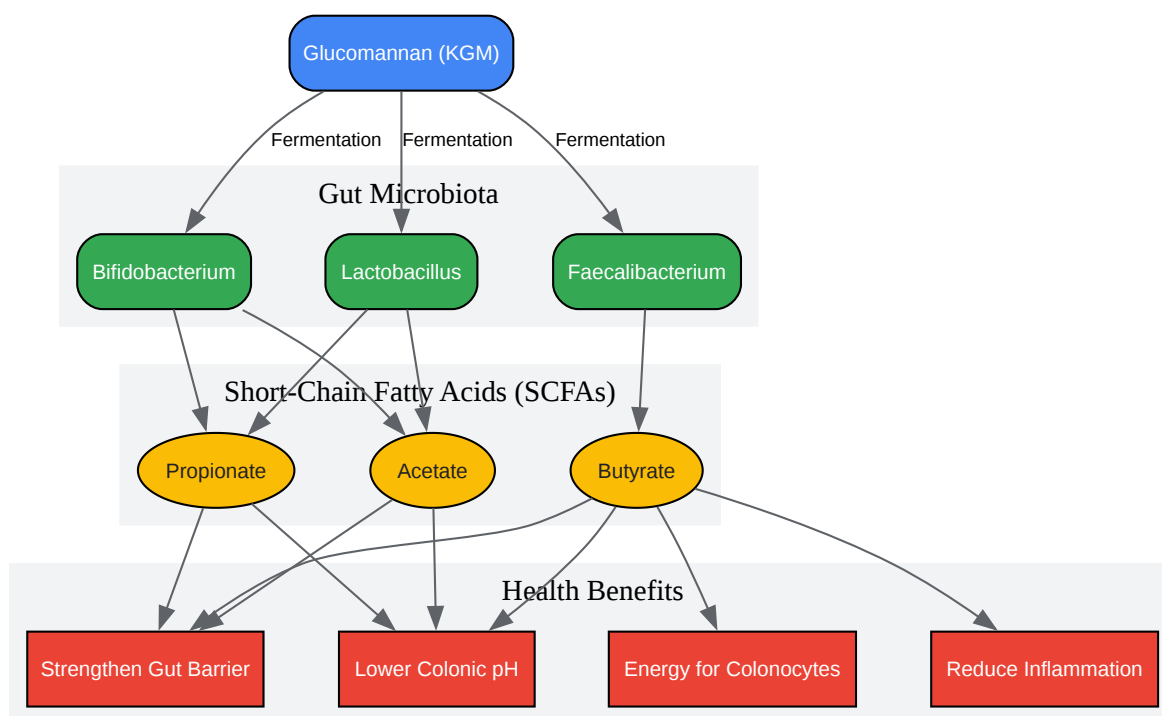 Glucomannan (KGM)
Fermentation
Fermentation
Fermentation
Gut Microbiota
Bifidobacterium
Lactobacillus
Faecalibacterium
Short-Chain Fatty Acids (SCFAs)
Propionate
Acetate
Butyrate
Health Benefits
Strengthen Gut Barrier
Lower Colonic pH
Energy for Colonocytes
Reduce Inflammation